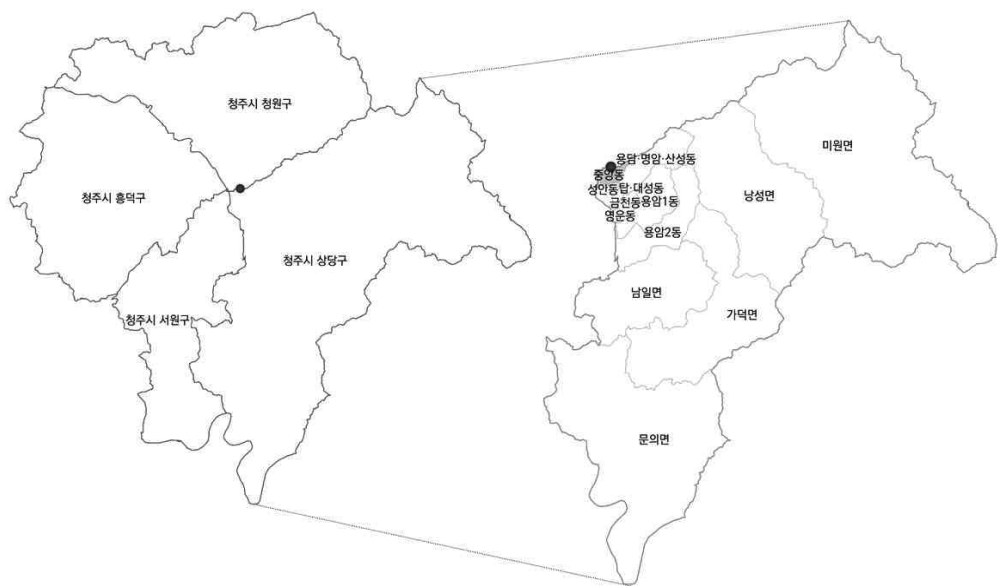 청주시 청원구
청주시 흥덕구
청주시 상당구
청주시 서원구
미원면
용담·명암·산성동
중앙동
낭성면
성안동
탑·대성동
금천동
용암1동
영운동
용암2동
남일면
가덕면
문의면